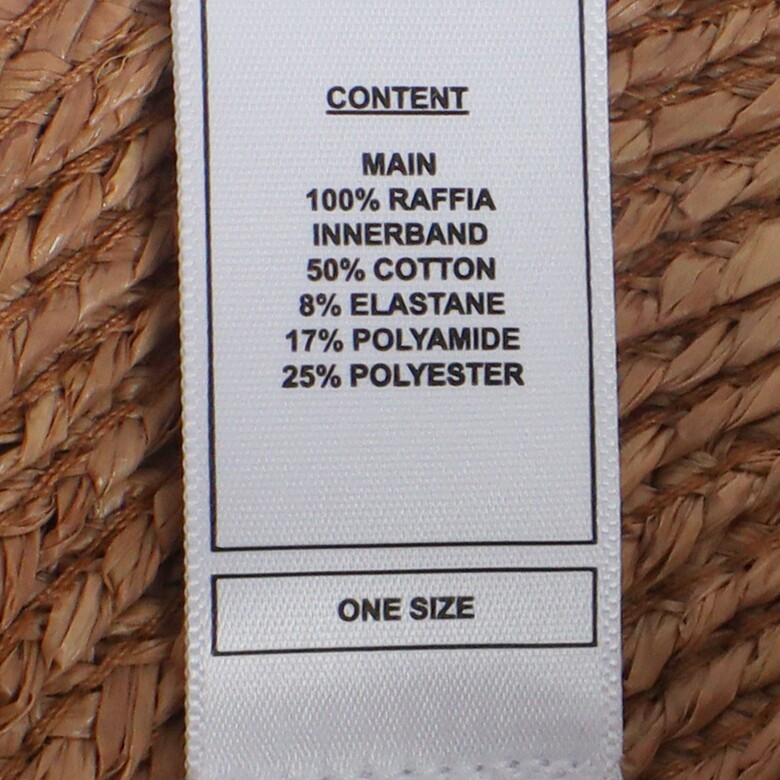 CONTENT
MAIN
100% RAFFIA
INNERBAND
50% COTTON
8% ELASTANE
17% POLYAMIDE
25% POLYESTER
ONE SIZE